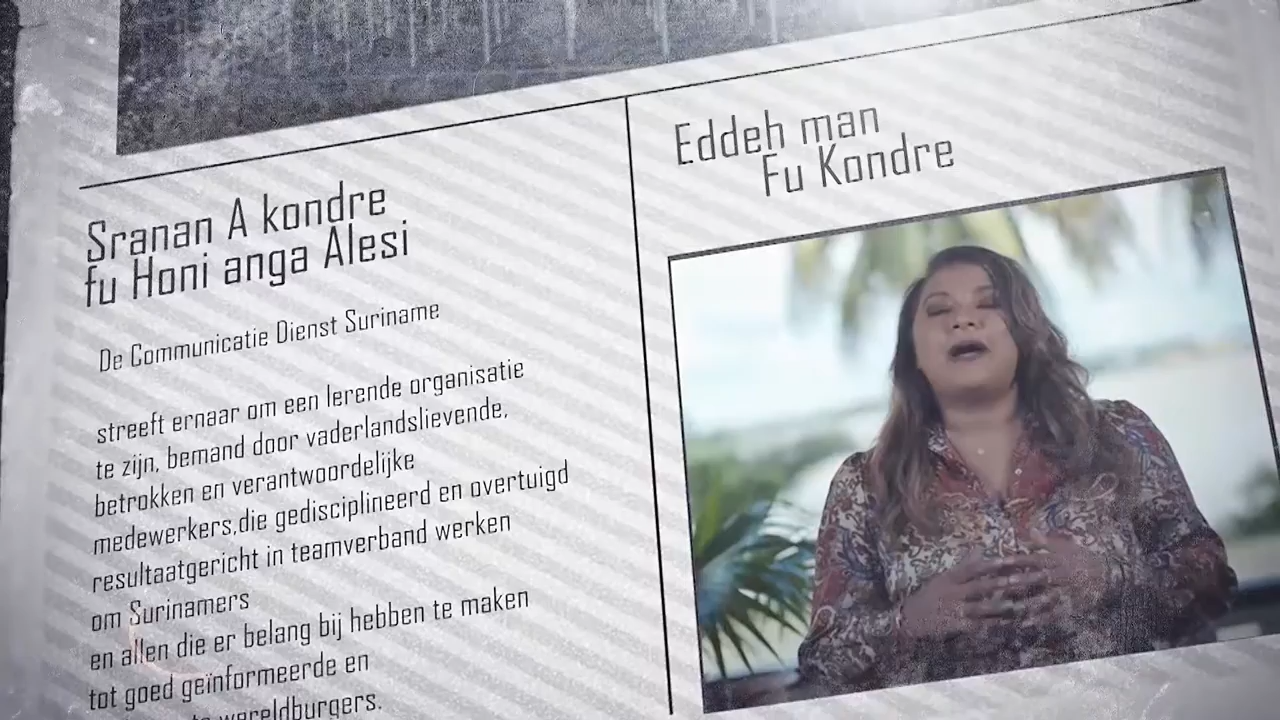 Sranan A kondre
fu Honi anga Alesi
De Communicatie Dienst Suriname
streeft ernaar om een lerende organisatie
te zijn, bemand door vaderlandslievende,
betrokken en verantwoordelijke
medewerkers,die gedisciplineerd en overtuigd
resultaatgericht in teamverband werken
om Surinamers
en allen die er belang bij hebben te maken
tot goed geïnformeerde en
wereldburgers.
Eddeh man
Fu Kondre